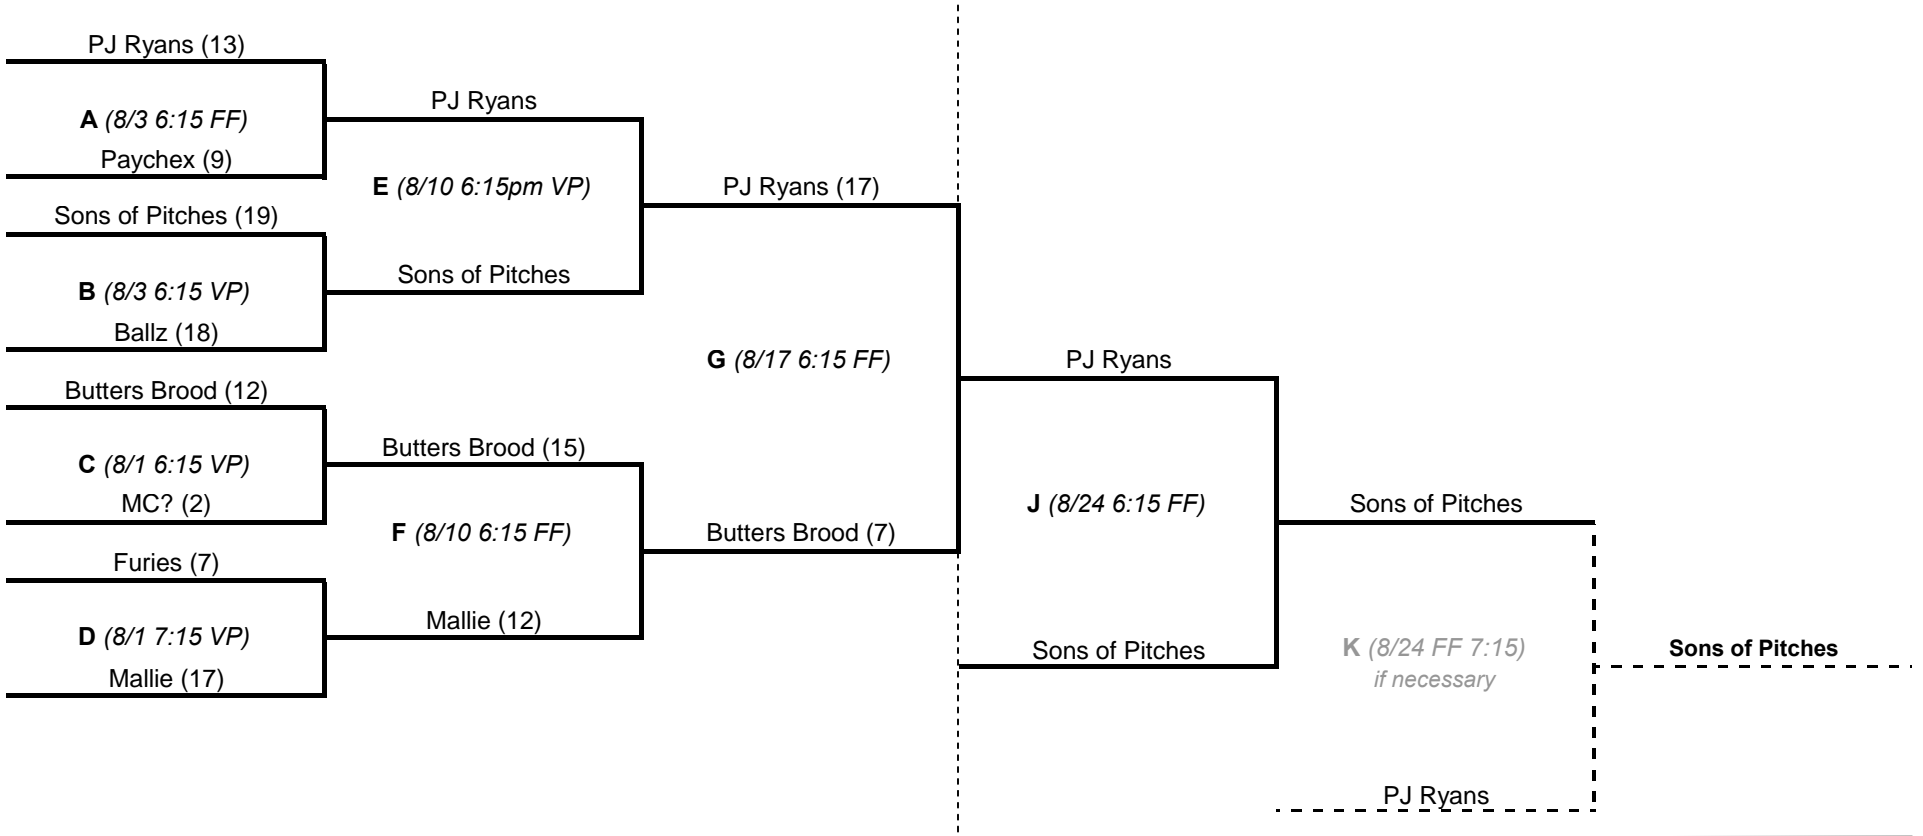 PJ Ryans (13)
A (8/3 6:15 FF)
Paychex (9)
Sons of Pitches (19)
B (8/3 6:15 VP)
Ballz (18)
Butters Brood (12)
C (8/1 6:15 VP)
MC? (2)
Furies (7)
D (8/1 7:15 VP)
Mallie (17)
PJ Ryans
E (8/10 6:15pm VP)
Sons of Pitches
Butters Brood (15)
F (8/10 6:15 FF)
Mallie (12)
PJ Ryans (17)
G (8/17 6:15 FF)
Butters Brood (7)
PJ Ryans
J (8/24 6:15 FF)
Sons of Pitches
Sons of Pitches
K (8/24 FF 7:15)
if necessary
PJ Ryans
Sons of Pitches